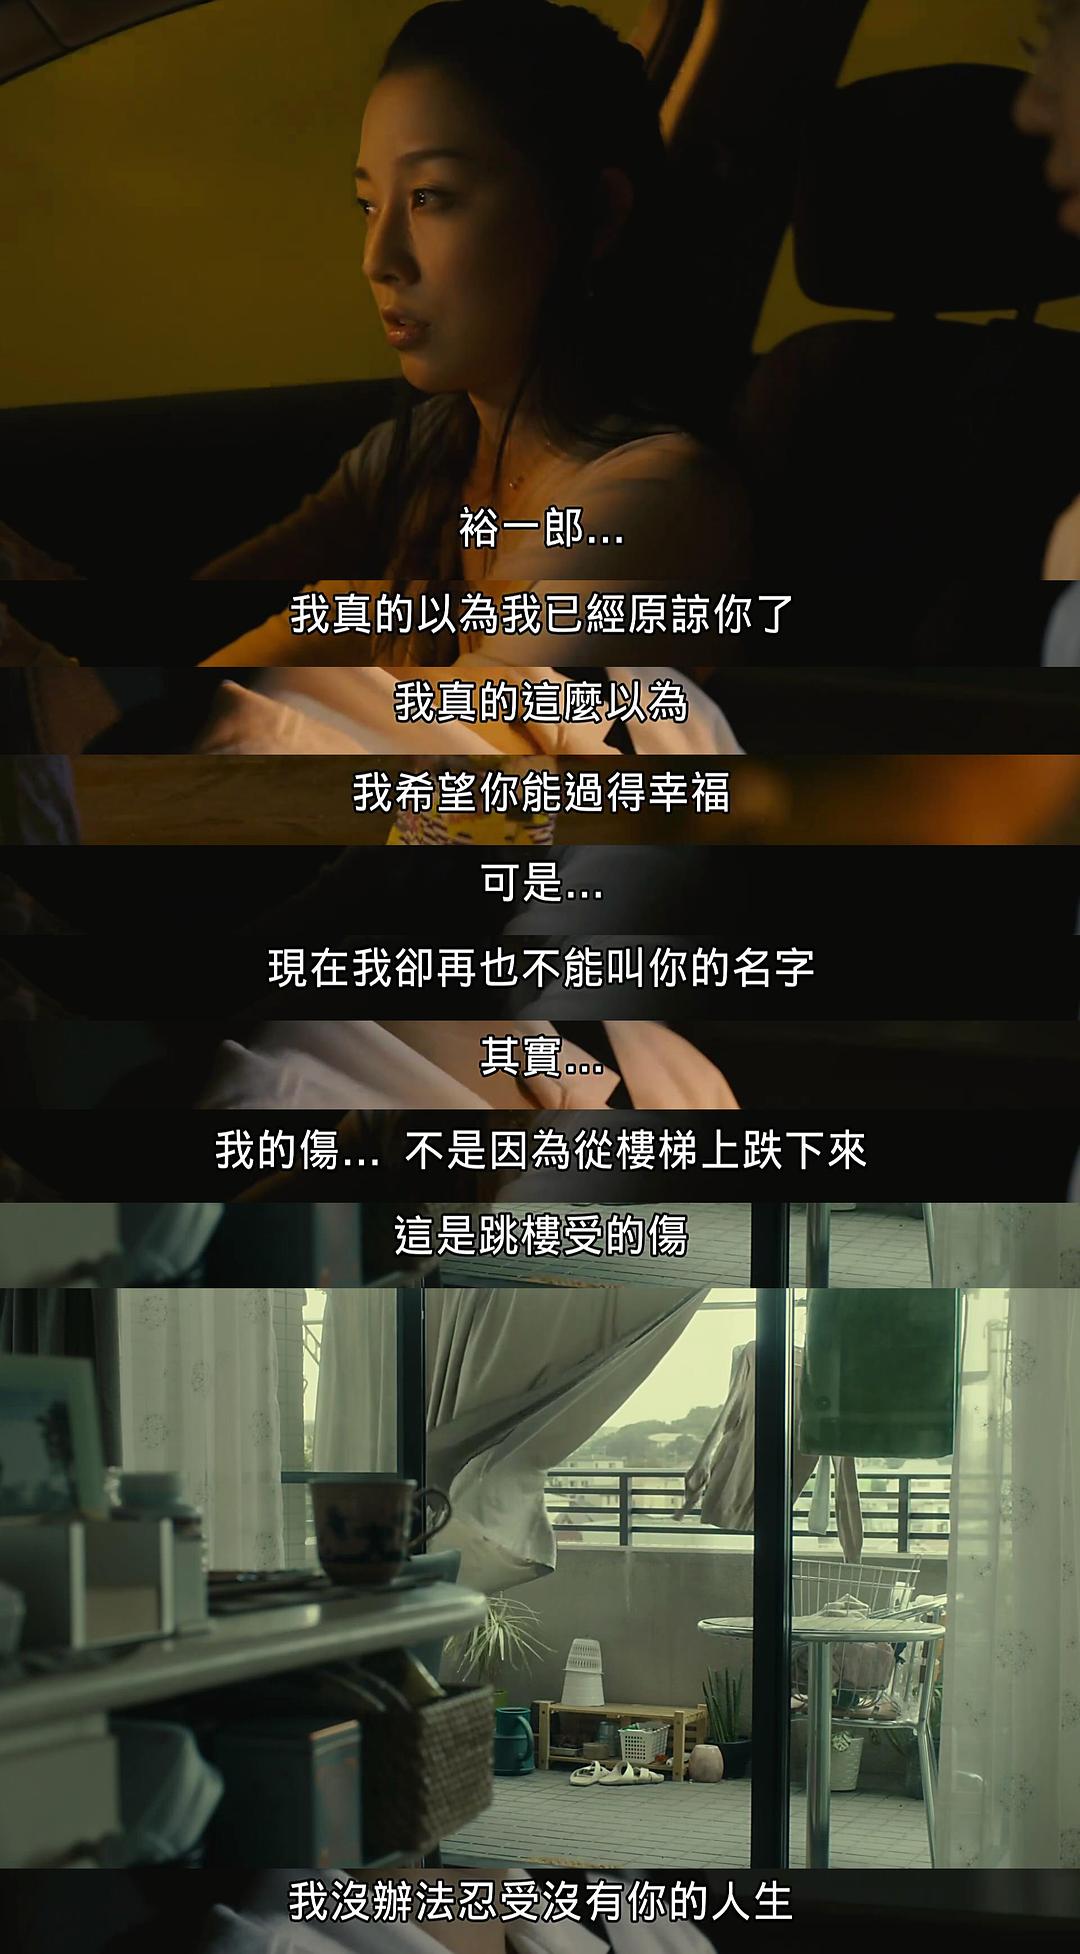 裕一郎...
我真的以為我已經原諒你了
我真的這麼以為
我希望你能過得幸福
可是...
現在我卻再也不能叫你的名字
其實...
我的傷... 不是因為從樓梯上跌下來
這是跳樓受的傷
我沒辦法忍受沒有你的人生